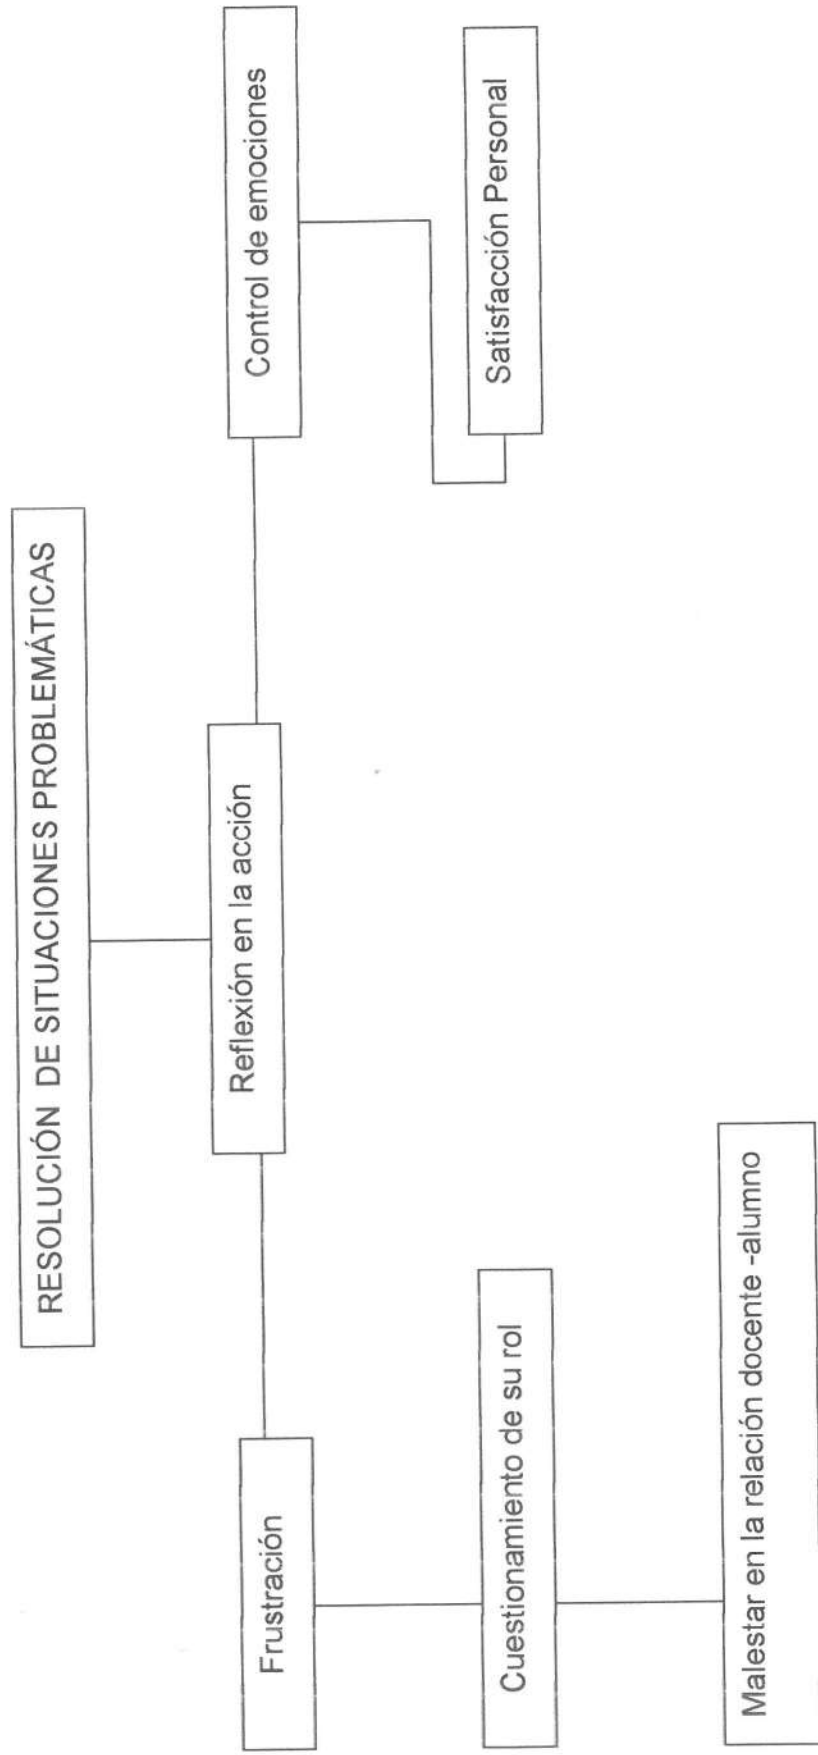 RESOLUCIÓN DE SITUACIONES PROBLEMÁTICAS
Frustración
Reflexión en la acción
Control de emociones
Cuestionamiento de su rol
Satisfacción Personal
Malestar en la relación docente -alumno